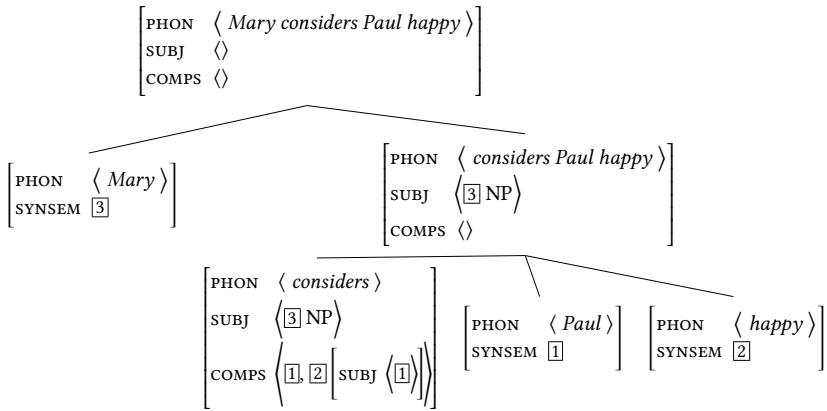 PHON ⟨ Mary considers Paul happy ⟩
SUBJ ⟨⟩
COMPS ⟨⟩
PHON ⟨ Mary ⟩
SYNSEM 3
PHON ⟨ considers Paul happy ⟩
SUBJ ⟨ 3 NP ⟩
COMPS ⟨⟩
PHON ⟨ considers ⟩
SUBJ ⟨ 3 NP ⟩
COMPS ⟨ 1, 2 [ SUBJ ⟨ 1 ⟩ ] ⟩
PHON ⟨ Paul ⟩
SYNSEM 1
PHON ⟨ happy ⟩
SYNSEM 2